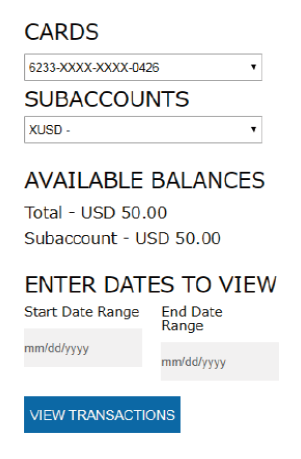 CARDS
6233-XXXX-XXXX-0426
SUBACCOUNTS
XUSD -
AVAILABLE BALANCES
Total - USD 50.00
Subaccount - USD 50.00
ENTER DATES TO VIEW
Start Date Range
mm/dd/yyyy
End Date
Range
mm/dd/yyyy
VIEW TRANSACTIONS